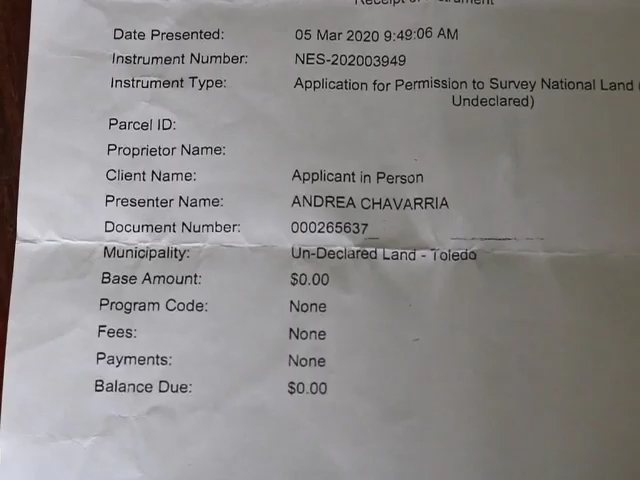 Receipt of Instrument
Date Presented: 05 Mar 2020 9:49:06 AM
Instrument Number: NES-202003949
Instrument Type: Application for Permission to Survey National Land (
Undeclared)
Parcel ID:
Proprietor Name:
Client Name: Applicant in Person
Presenter Name: ANDREA CHAVARRIA
Document Number: 000265637
Municipality: Un-Declared Land - Toledo
Base Amount: $0.00
Program Code: None
Fees: None
Payments: None
Balance Due: $0.00